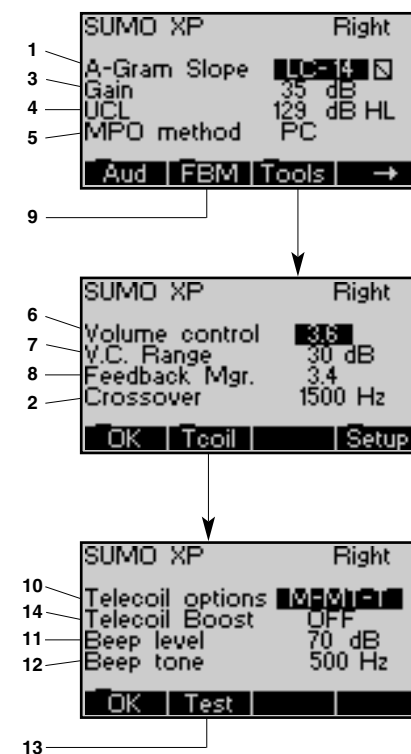 SUMO XP Right
1
A-Gram Slope LC-14
3
Gain 35 dB
4
UCL 129 dB HL
5
MPO method PC
Aud FBM Tools →
9
SUMO XP Right
6
Volume control 3.6
7
V.C. Range 30 dB
8
Feedback Mgr. 3.4
2
Crossover 1500 Hz
OK Tcoil Setup
SUMO XP Right
10
Telecoil options M-MT-T
14
Telecoil Boost OFF
11
Beep level 70 dB
12
Beep tone 500 Hz
OK Test
13